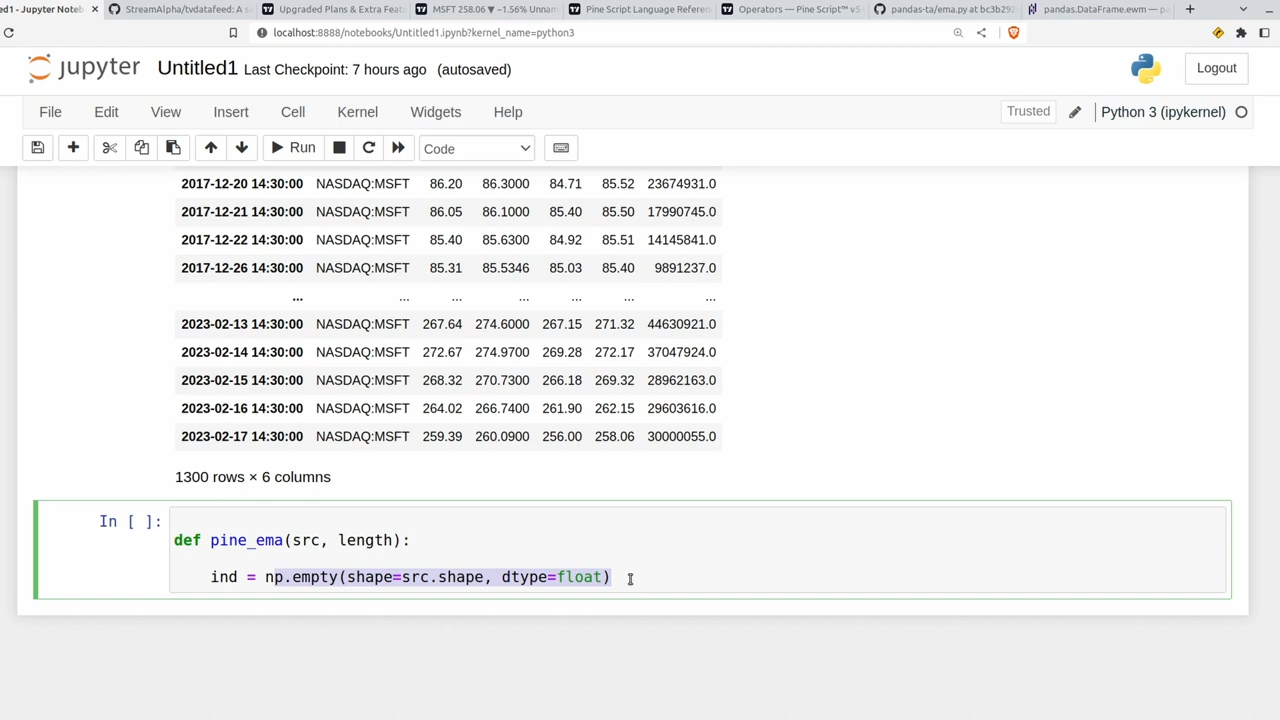 ed1 - Jupyter Noteb
StreamAlpha/tvdatafeed: A s
Upgraded Plans & Extra Feat
MSFT 258.06 ▼ −1.56% Unnam
Pine Script Language Referen
Operators — Pine Script™ v5
pandas-ta/ema.py at bc3b292
pandas.DataFrame.ewm — pa
localhost:8888/notebooks/Untitled1.ipynb?kernel_name=python3
jupyter Untitled1 Last Checkpoint: 7 hours ago (autosaved)
Logout
File Edit View Insert Cell Kernel Widgets Help
Trusted
Python 3 (ipykernel)
Run
Code
2017-12-20 14:30:00 NASDAQ:MSFT 86.20 86.3000 84.71 85.52 23674931.0
2017-12-21 14:30:00 NASDAQ:MSFT 86.05 86.1000 85.40 85.50 17990745.0
2017-12-22 14:30:00 NASDAQ:MSFT 85.40 85.6300 84.92 85.51 14145841.0
2017-12-26 14:30:00 NASDAQ:MSFT 85.31 85.5346 85.03 85.40 9891237.0
... ... ... ... ... ... ...
2023-02-13 14:30:00 NASDAQ:MSFT 267.64 274.6000 267.15 271.32 44630921.0
2023-02-14 14:30:00 NASDAQ:MSFT 272.67 274.9700 269.28 272.17 37047924.0
2023-02-15 14:30:00 NASDAQ:MSFT 268.32 270.7300 266.18 269.32 28962163.0
2023-02-16 14:30:00 NASDAQ:MSFT 264.02 266.7400 261.90 262.15 29603616.0
2023-02-17 14:30:00 NASDAQ:MSFT 259.39 260.0900 256.00 258.06 30000055.0
1300 rows × 6 columns
In [ ]:
def pine_ema(src, length):
ind = np.empty(shape=src.shape, dtype=float)